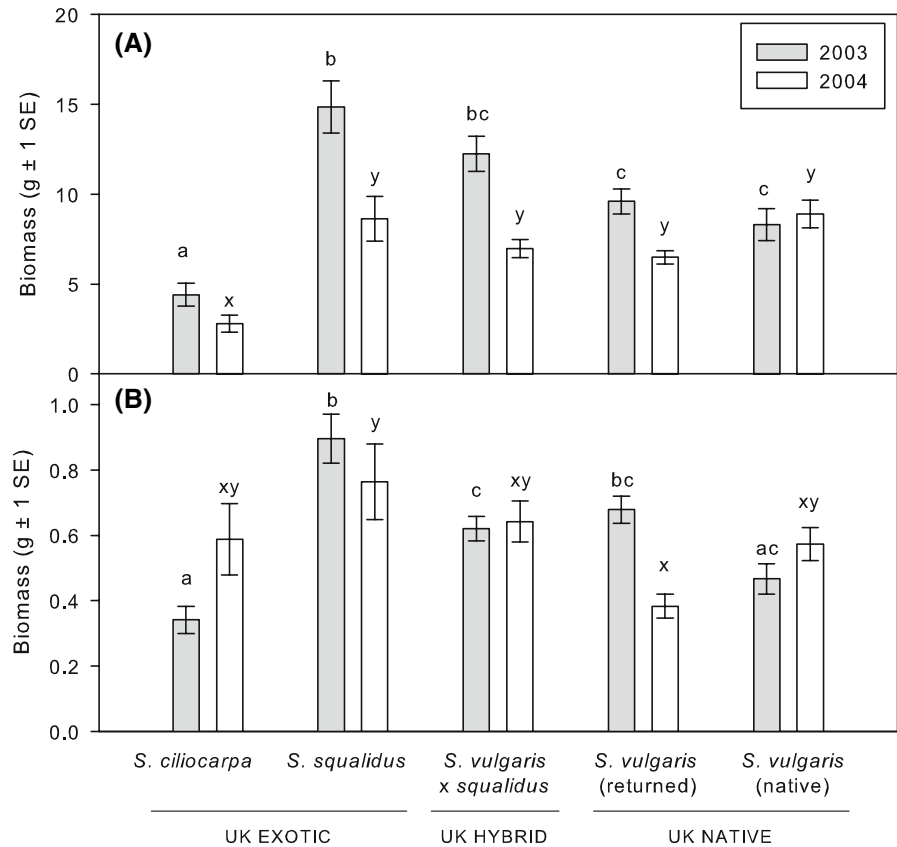 (A)
2003
2004
Biomass (g ± 1 SE)
20
15
10
5
0
a
x
b
y
bc
y
c
y
c
y
(B)
Biomass (g ± 1 SE)
1.0
0.8
0.6
0.4
0.2
0.0
a
xy
b
y
c
xy
bc
x
ac
xy
S. ciliocarpa
S. squalidus
S. vulgaris
x squalidus
S. vulgaris
(returned)
S. vulgaris
(native)
UK EXOTIC
UK HYBRID
UK NATIVE